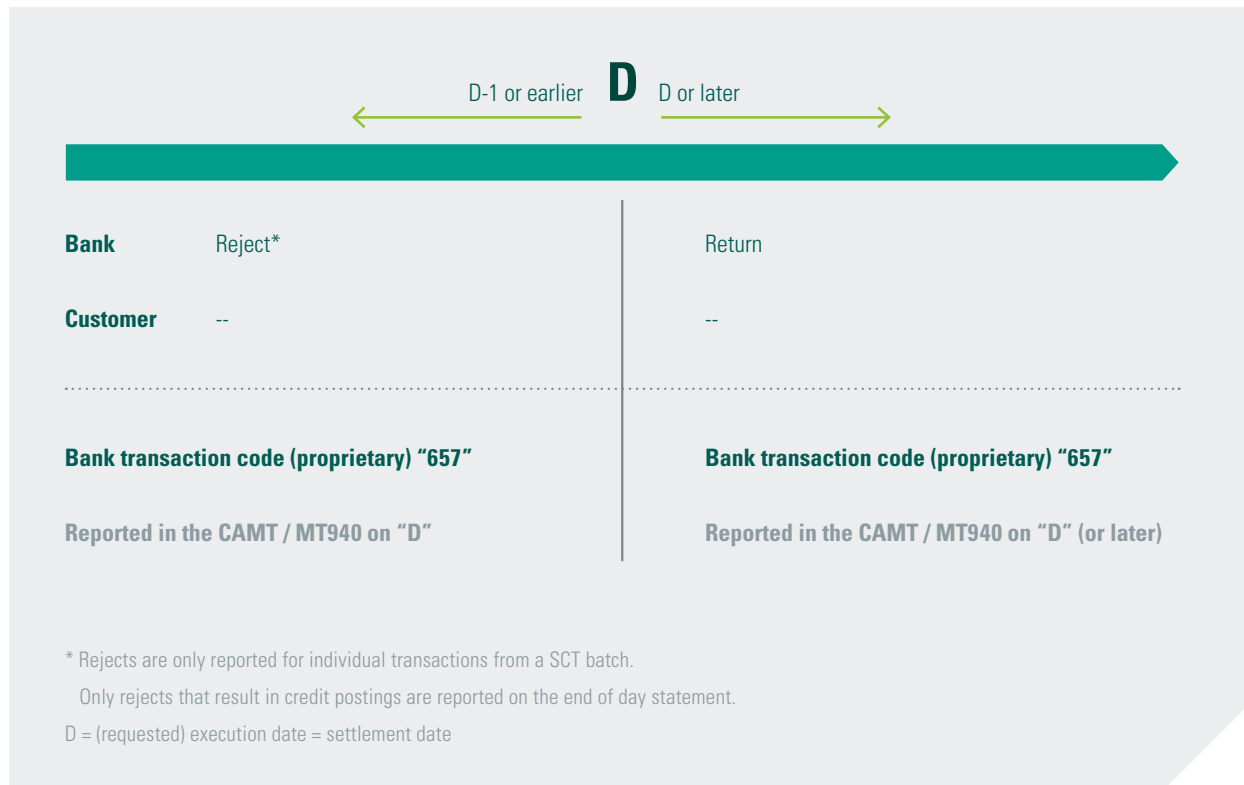 D-1 or earlier D D or later
Bank Reject* Return
Customer -- --
Bank transaction code (proprietary) “657” Bank transaction code (proprietary) “657”
Reported in the CAMT / MT940 on “D” Reported in the CAMT / MT940 on “D” (or later)
* Rejects are only reported for individual transactions from a SCT batch.
Only rejects that result in credit postings are reported on the end of day statement.
D = (requested) execution date = settlement date